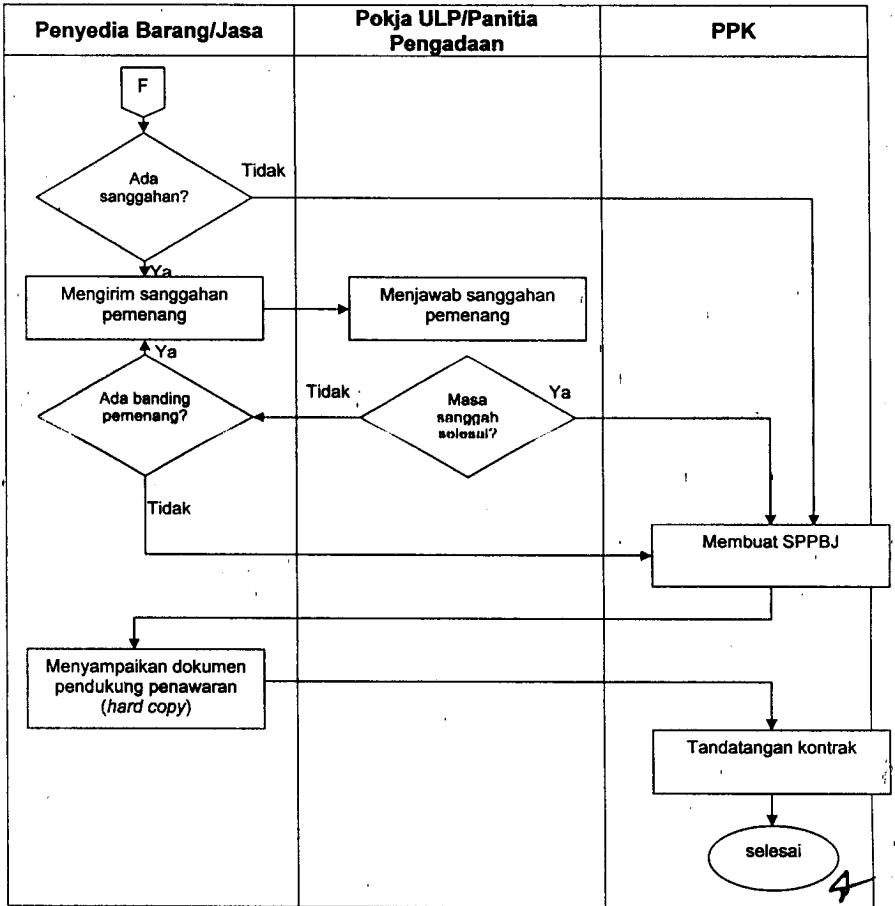 Penyedia Barang/Jasa
Pokja ULP/Panitia
Pengadaan
PPK
F
Ada
sanggahan?
Tidak
Ya
Mengirim sanggahan
pemenang
Menjawab sanggahan
pemenang
Ya
Ada banding
pemenang?
Tidak
Masa
sanggah
selesai?
Ya
Tidak
Membuat SPPBJ
Menyampaikan dokumen
pendukung penawaran
(hard copy)
Tandatangan kontrak
selesai